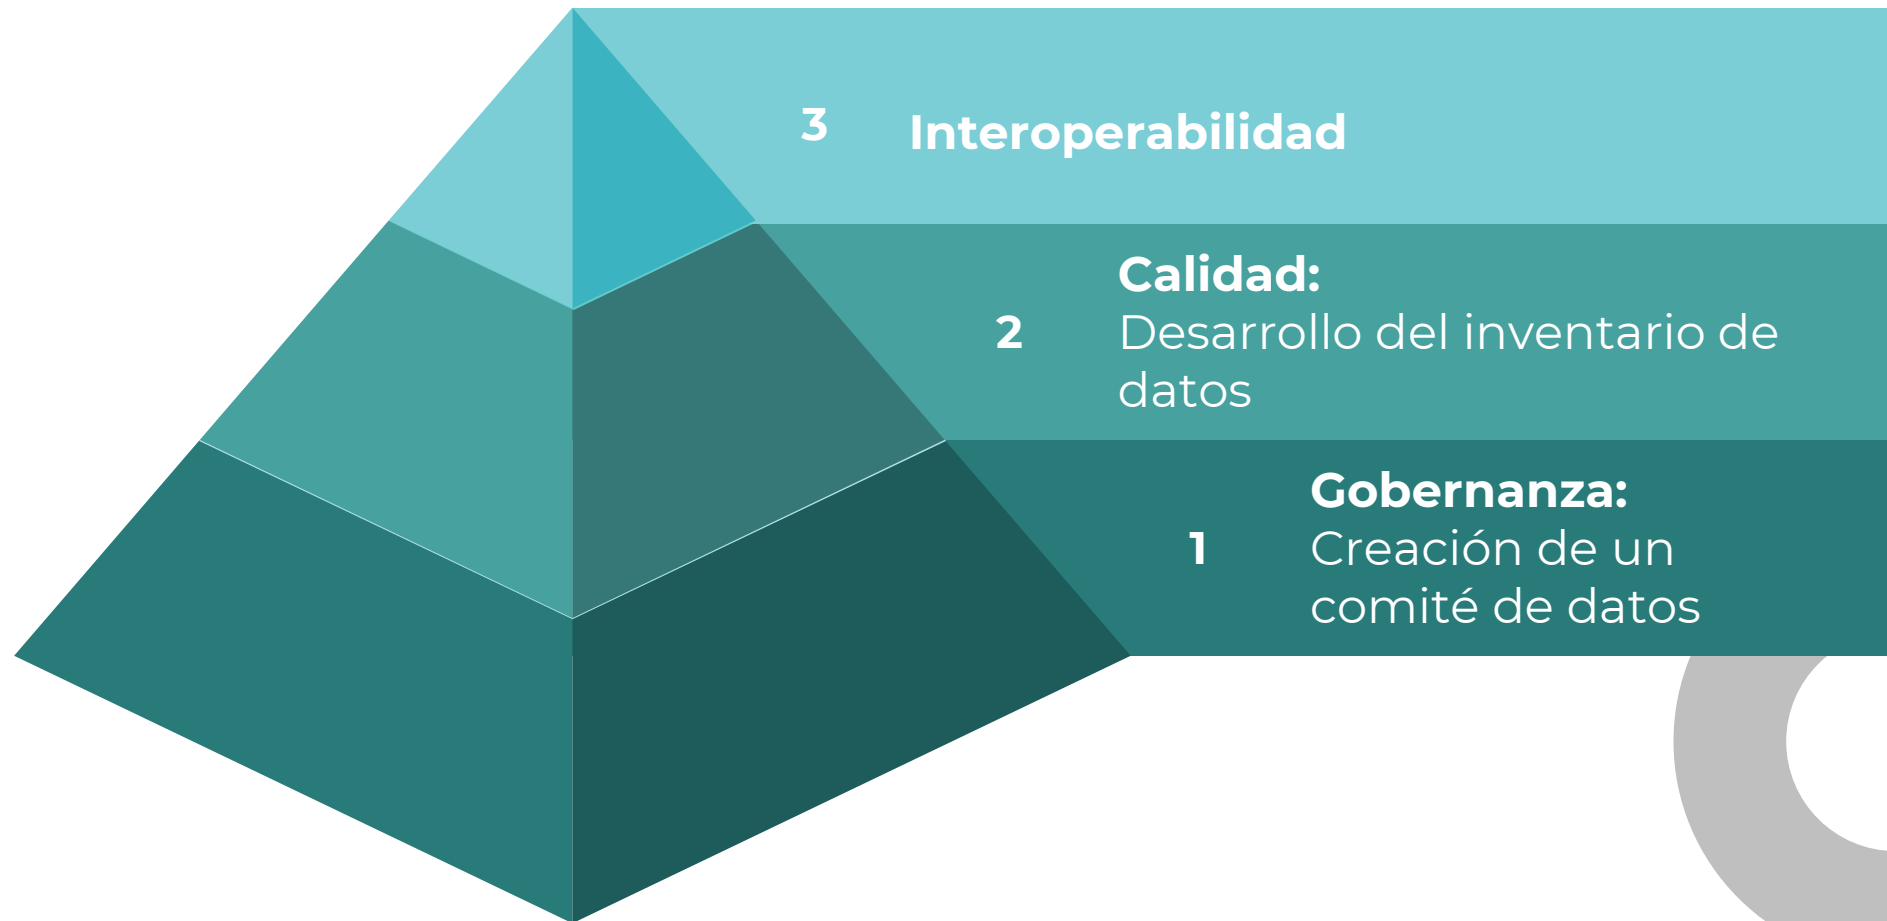 3 Interoperabilidad
Calidad:
2 Desarrollo del inventario de
datos
Gobernanza:
1 Creación de un
comité de datos